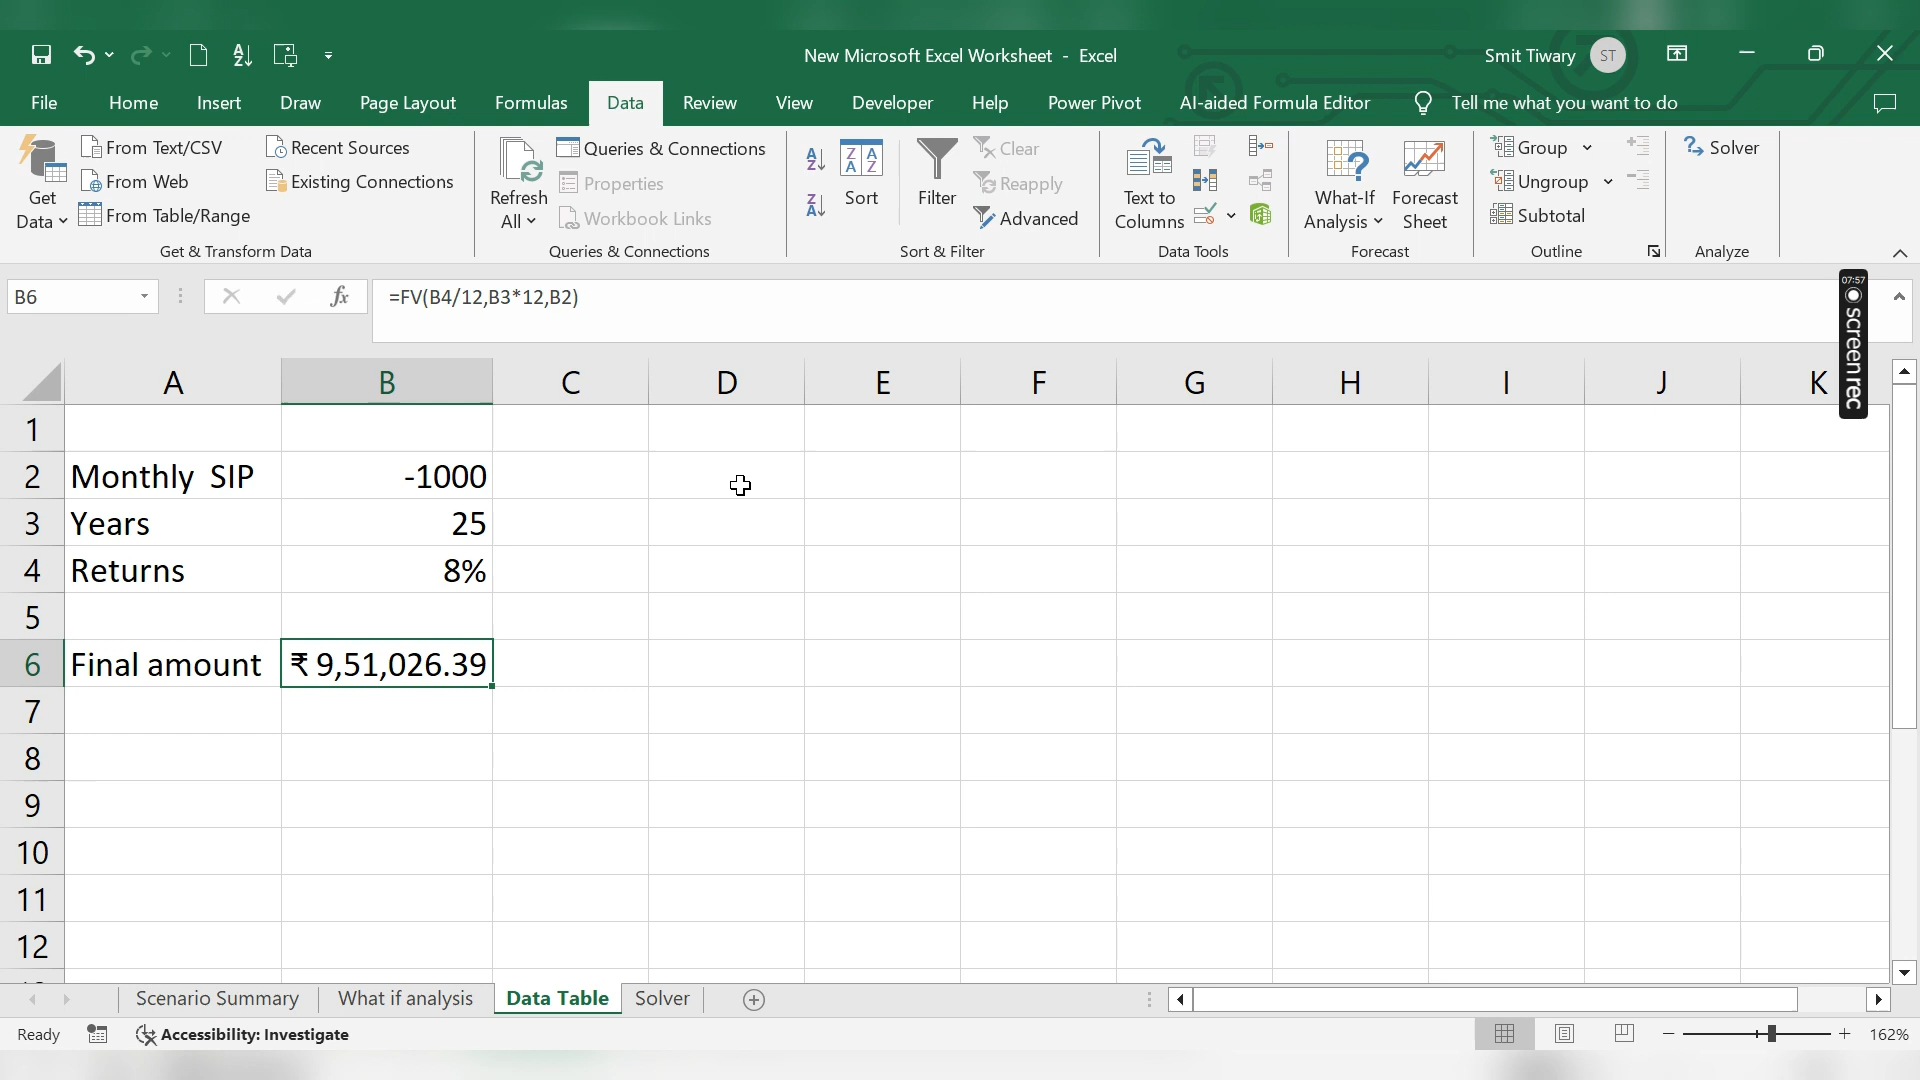 New Microsoft Excel Worksheet - Excel
Smit Tiwary ST
File Home Insert Draw Page Layout Formulas Data Review View Developer Help Power Pivot AI-aided Formula Editor Tell me what you want to do
Get Data
From Text/CSV
From Web
From Table/Range
Recent Sources
Existing Connections
Get & Transform Data
Refresh All
Queries & Connections
Properties
Workbook Links
Queries & Connections
Sort
Filter
Clear
Reapply
Advanced
Sort & Filter
Text to Columns
Data Tools
What-If Analysis
Forecast Sheet
Forecast
Group
Ungroup
Subtotal
Outline
Solver
Analyze
B6 fx =FV(B4/12,B3*12,B2)
07:57
screenrec
A B C D E F G H I J K
1
2 Monthly SIP -1000
3 Years 25
4 Returns 8%
5
6 Final amount ₹ 9,51,026.39
7
8
9
10
11
12
Scenario Summary What if analysis Data Table Solver
Ready Accessibility: Investigate 162%